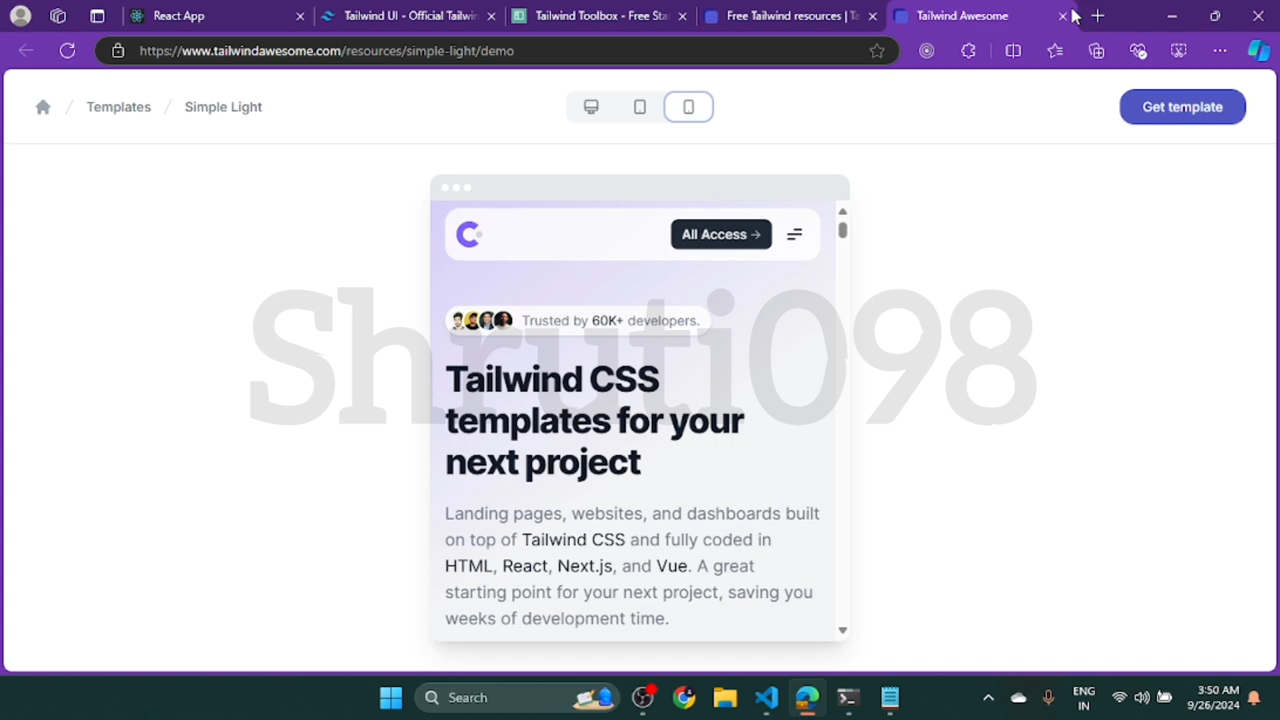 React App
Tailwind UI - Official Tailwin
Tailwind Toolbox - Free Sta
Free Tailwind resources | Ta
Tailwind Awesome
https://www.tailwindawesome.com/resources/simple-light/demo
/ Templates / Simple Light
Get template
All Access →
Trusted by 60K+ developers.
Shruti098
Tailwind CSS
templates for your
next project
Landing pages, websites, and dashboards built
on top of Tailwind CSS and fully coded in
HTML, React, Next.js, and Vue. A great
starting point for your next project, saving you
weeks of development time.
Search
ENG
IN
3:50 AM
9/26/2024